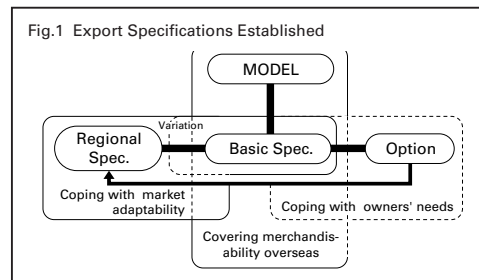 Fig.1 Export Specifications Established
MODEL
Variation
Regional
Spec.
Basic Spec.
Option
Coping with market
adaptability
Coping with owners' needs
Covering merchandis-
ability overseas